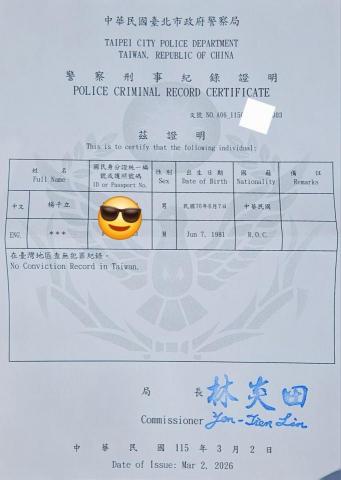 中華民國臺北市政府警察局
TAIPEI CITY POLICE DEPARTMENT
TAIWAN, REPUBLIC OF CHINA
警察刑事紀錄證明
POLICE CRIMINAL RECORD CERTIFICATE
文號 NO.A06_115 003
茲證明
This is to certify that the following individual:
姓名 國民身分證統一編號或護照號碼 性別 出生日期 國籍 備註
Full Name ID or Passport No. Sex Date of Birth Nationality Remarks
中文 楊千立 男 民國70年6月7日 中華民國
ENG. *** M Jun 7, 1981 R.O.C.
在臺灣地區查無犯罪紀錄。
No Conviction Record in Taiwan.
局長 林炎田
Commissioner Yen-Tien Lin
中華民國 115 年 3 月 2 日
Date of Issue: Mar 2, 2026